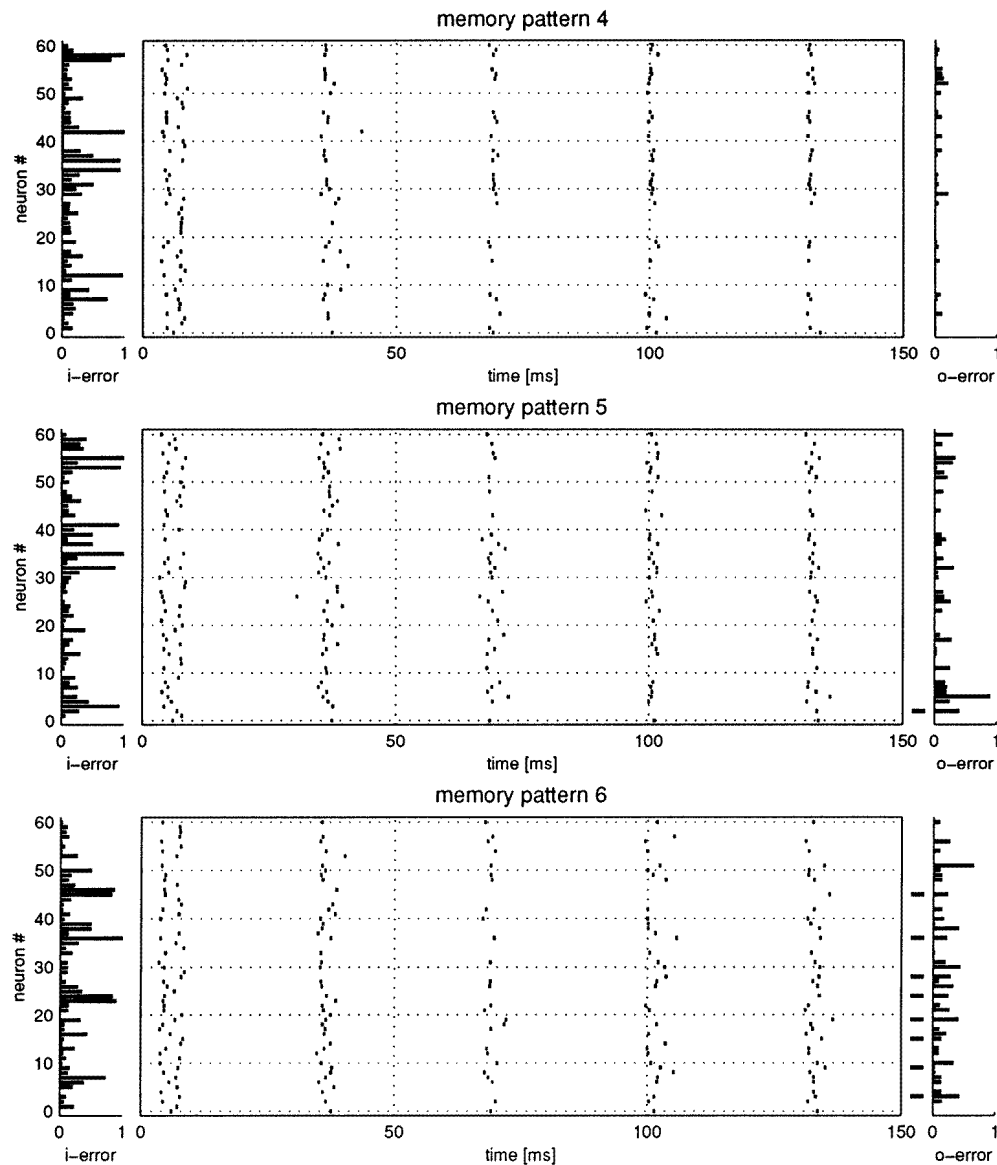 memory pattern 4
60
50
40
30
20
10
0
neuron #
0 1
i-error
0 50 100 150
time [ms]
0 1
o-error
memory pattern 5
60
50
40
30
20
10
0
neuron #
0 1
i-error
0 50 100 150
time [ms]
0 1
o-error
memory pattern 6
60
50
40
30
20
10
0
neuron #
0 1
i-error
0 50 100 150
time [ms]
0 1
o-error